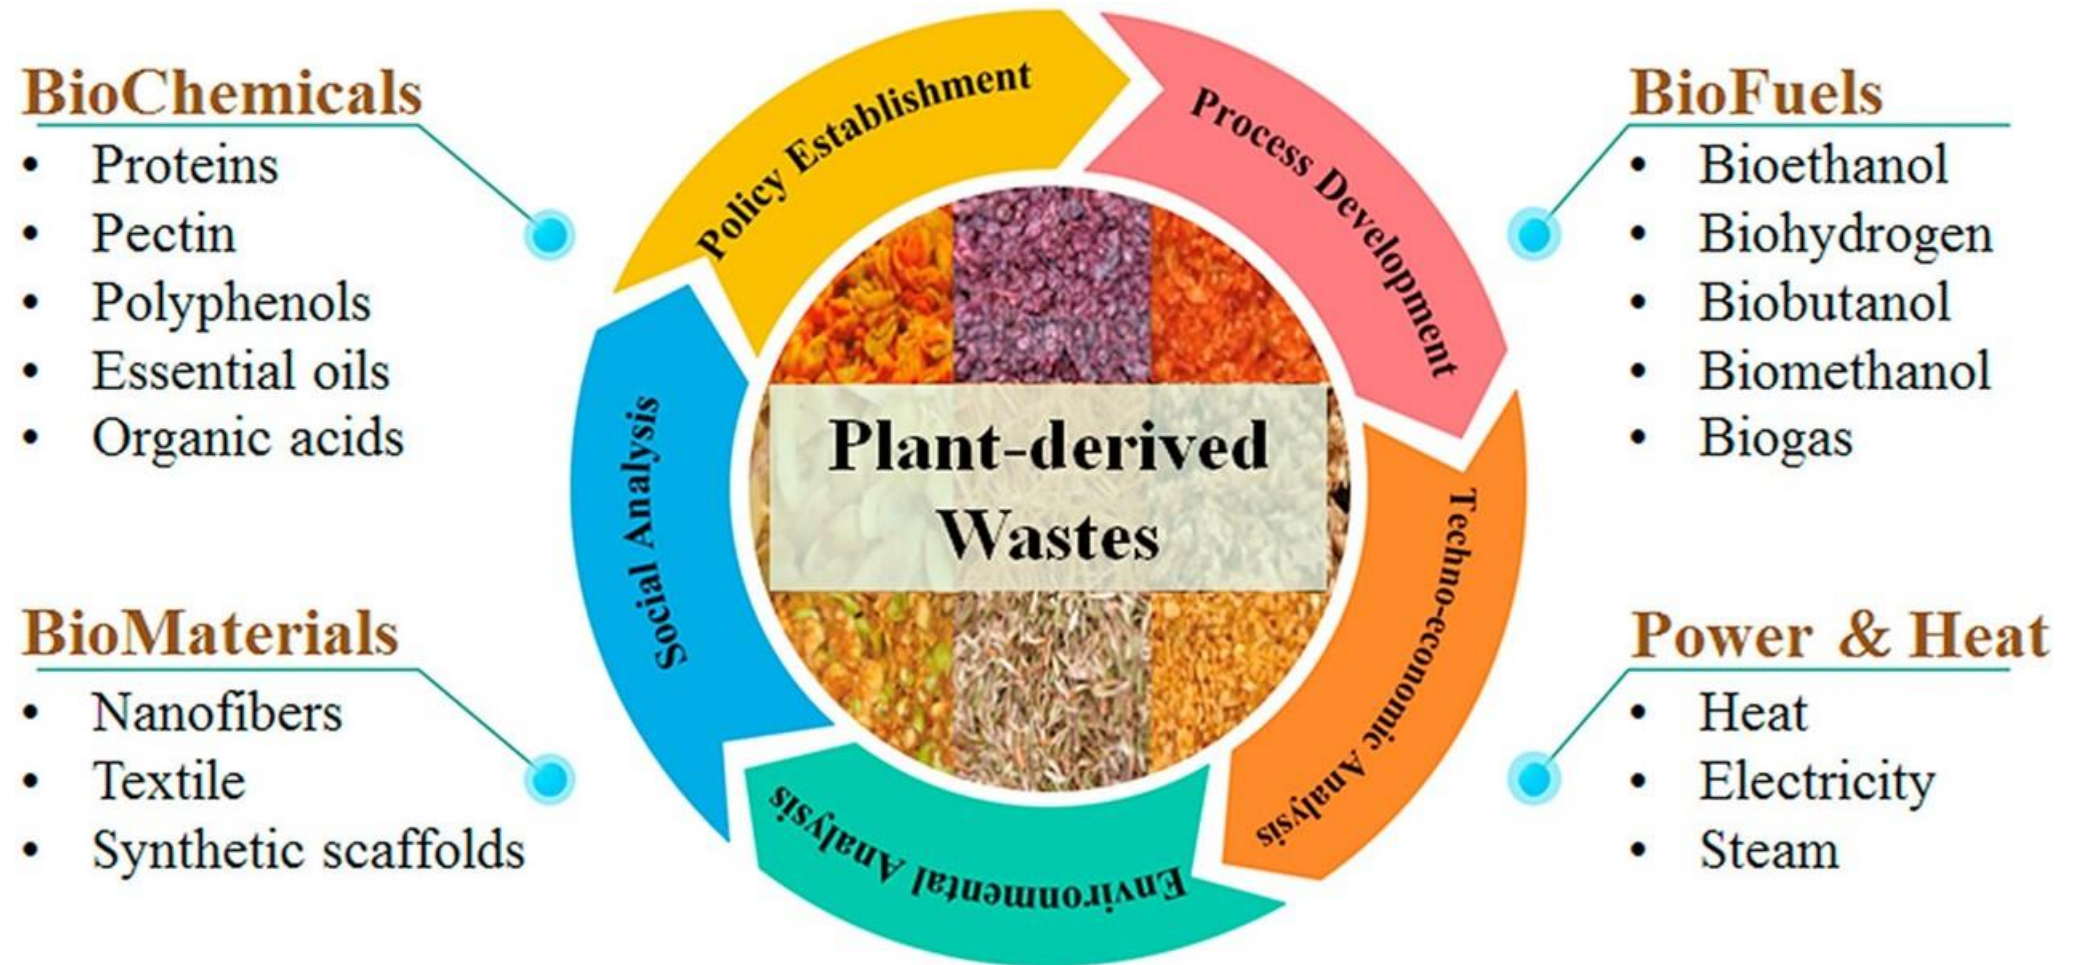 BioChemicals
• Proteins
• Pectin
• Polyphenols
• Essential oils
• Organic acids
BioMaterials
• Nanofibers
• Textile
• Synthetic scaffolds
Policy Establishment
Process Development
Techno-economic Analysis
Environmental Analysis
Social Analysis
Plant-derived
Wastes
BioFuels
• Bioethanol
• Biohydrogen
• Biobutanol
• Biomethanol
• Biogas
Power & Heat
• Heat
• Electricity
• Steam